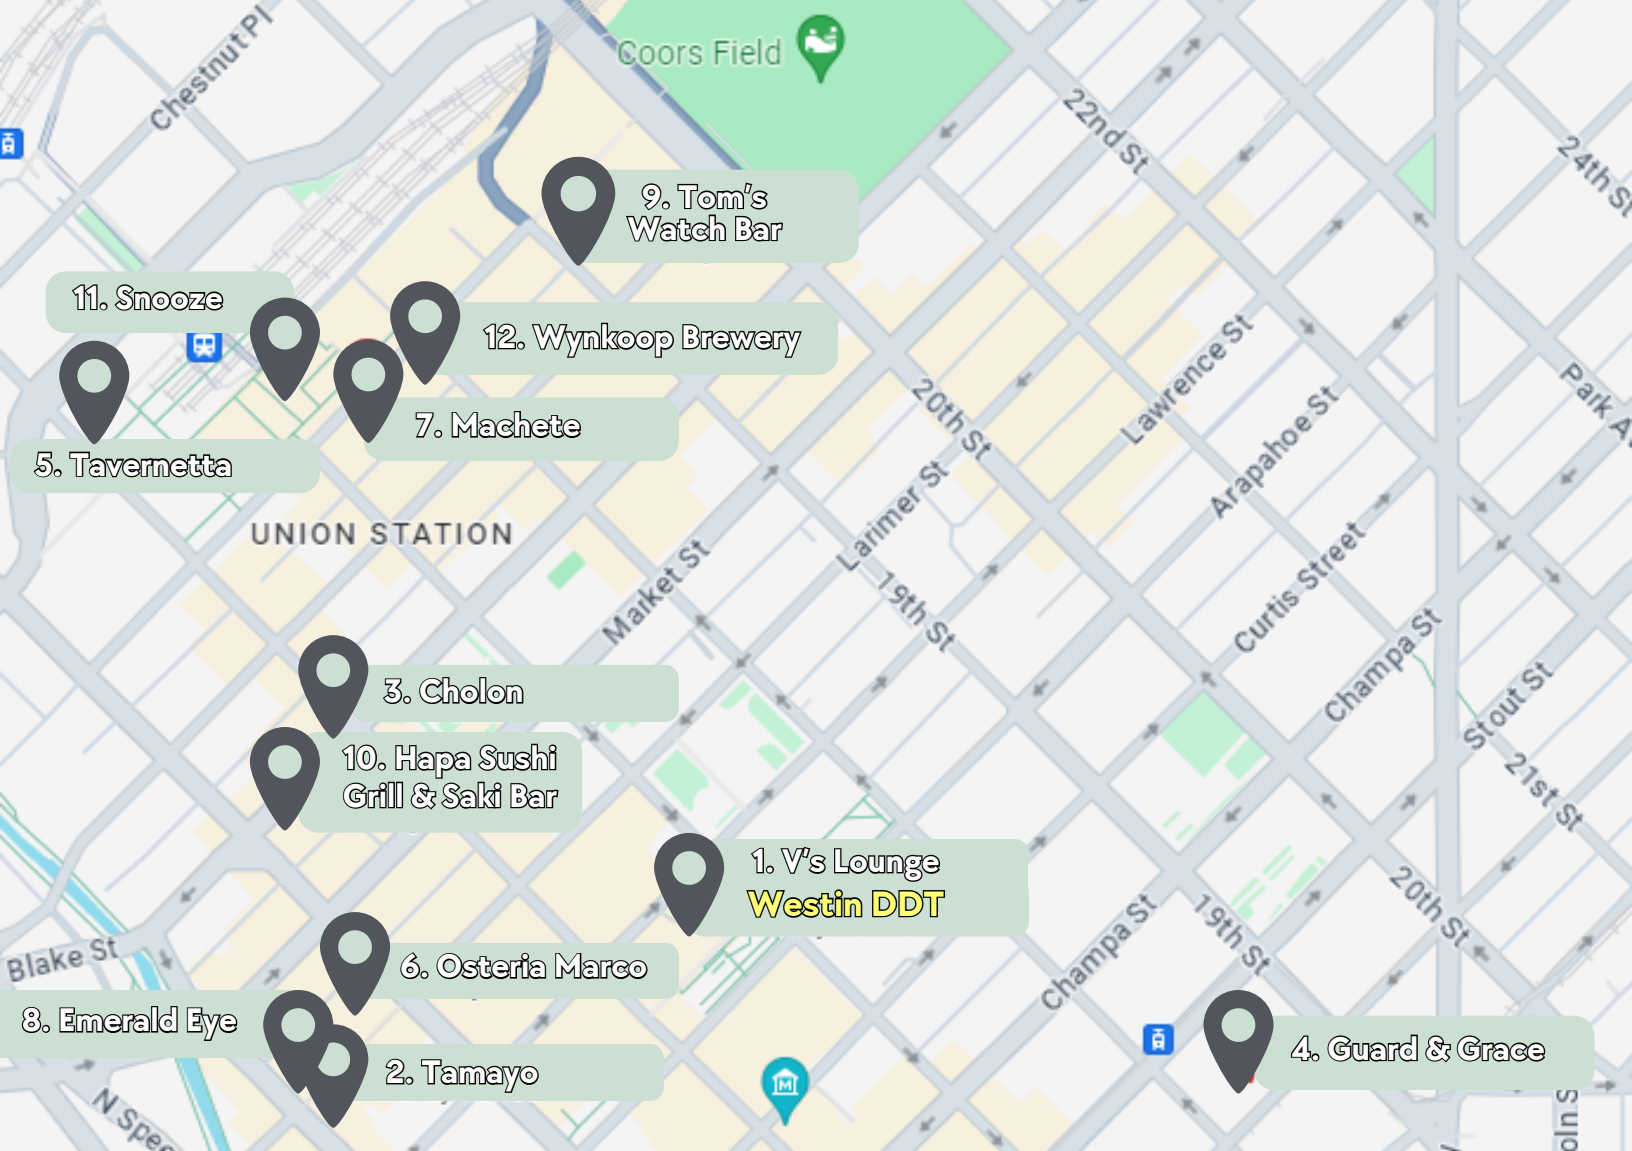 Chestnut Pl
Coors Field
22nd St
24th St
9. Tom's
Watch Bar
11. Snooze
12. Wynkoop Brewery
7. Machete
5. Tavernetta
UNION STATION
Lawrence St
20th St
Arapahoe St
Larimer St
Park Av
Market St
19th St
Curtis Street
Champa St
Stout St
3. Cholon
10. Hapa Sushi
Grill & Saki Bar
21st St
1. V's Lounge
Westin DDT
20th St
19th St
Champa St
Blake St
6. Osteria Marco
8. Emerald Eye
2. Tamayo
4. Guard & Grace
N Spee
oln S
M